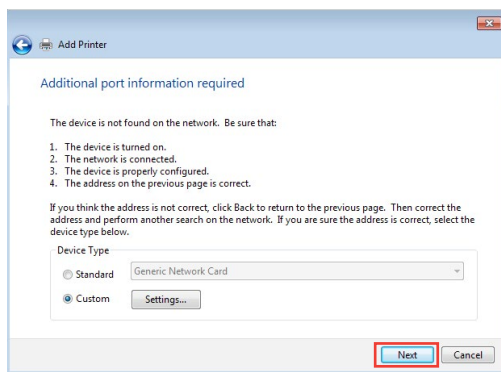 Add Printer
Additional port information required
The device is not found on the network. Be sure that:
1. The device is turned on.
2. The network is connected.
3. The device is properly configured.
4. The address on the previous page is correct.
If you think the address is not correct, click Back to return to the previous page. Then correct the
address and perform another search on the network. If you are sure the address is correct, select the
device type below.
Device Type
Standard Generic Network Card
Custom Settings...
Next Cancel